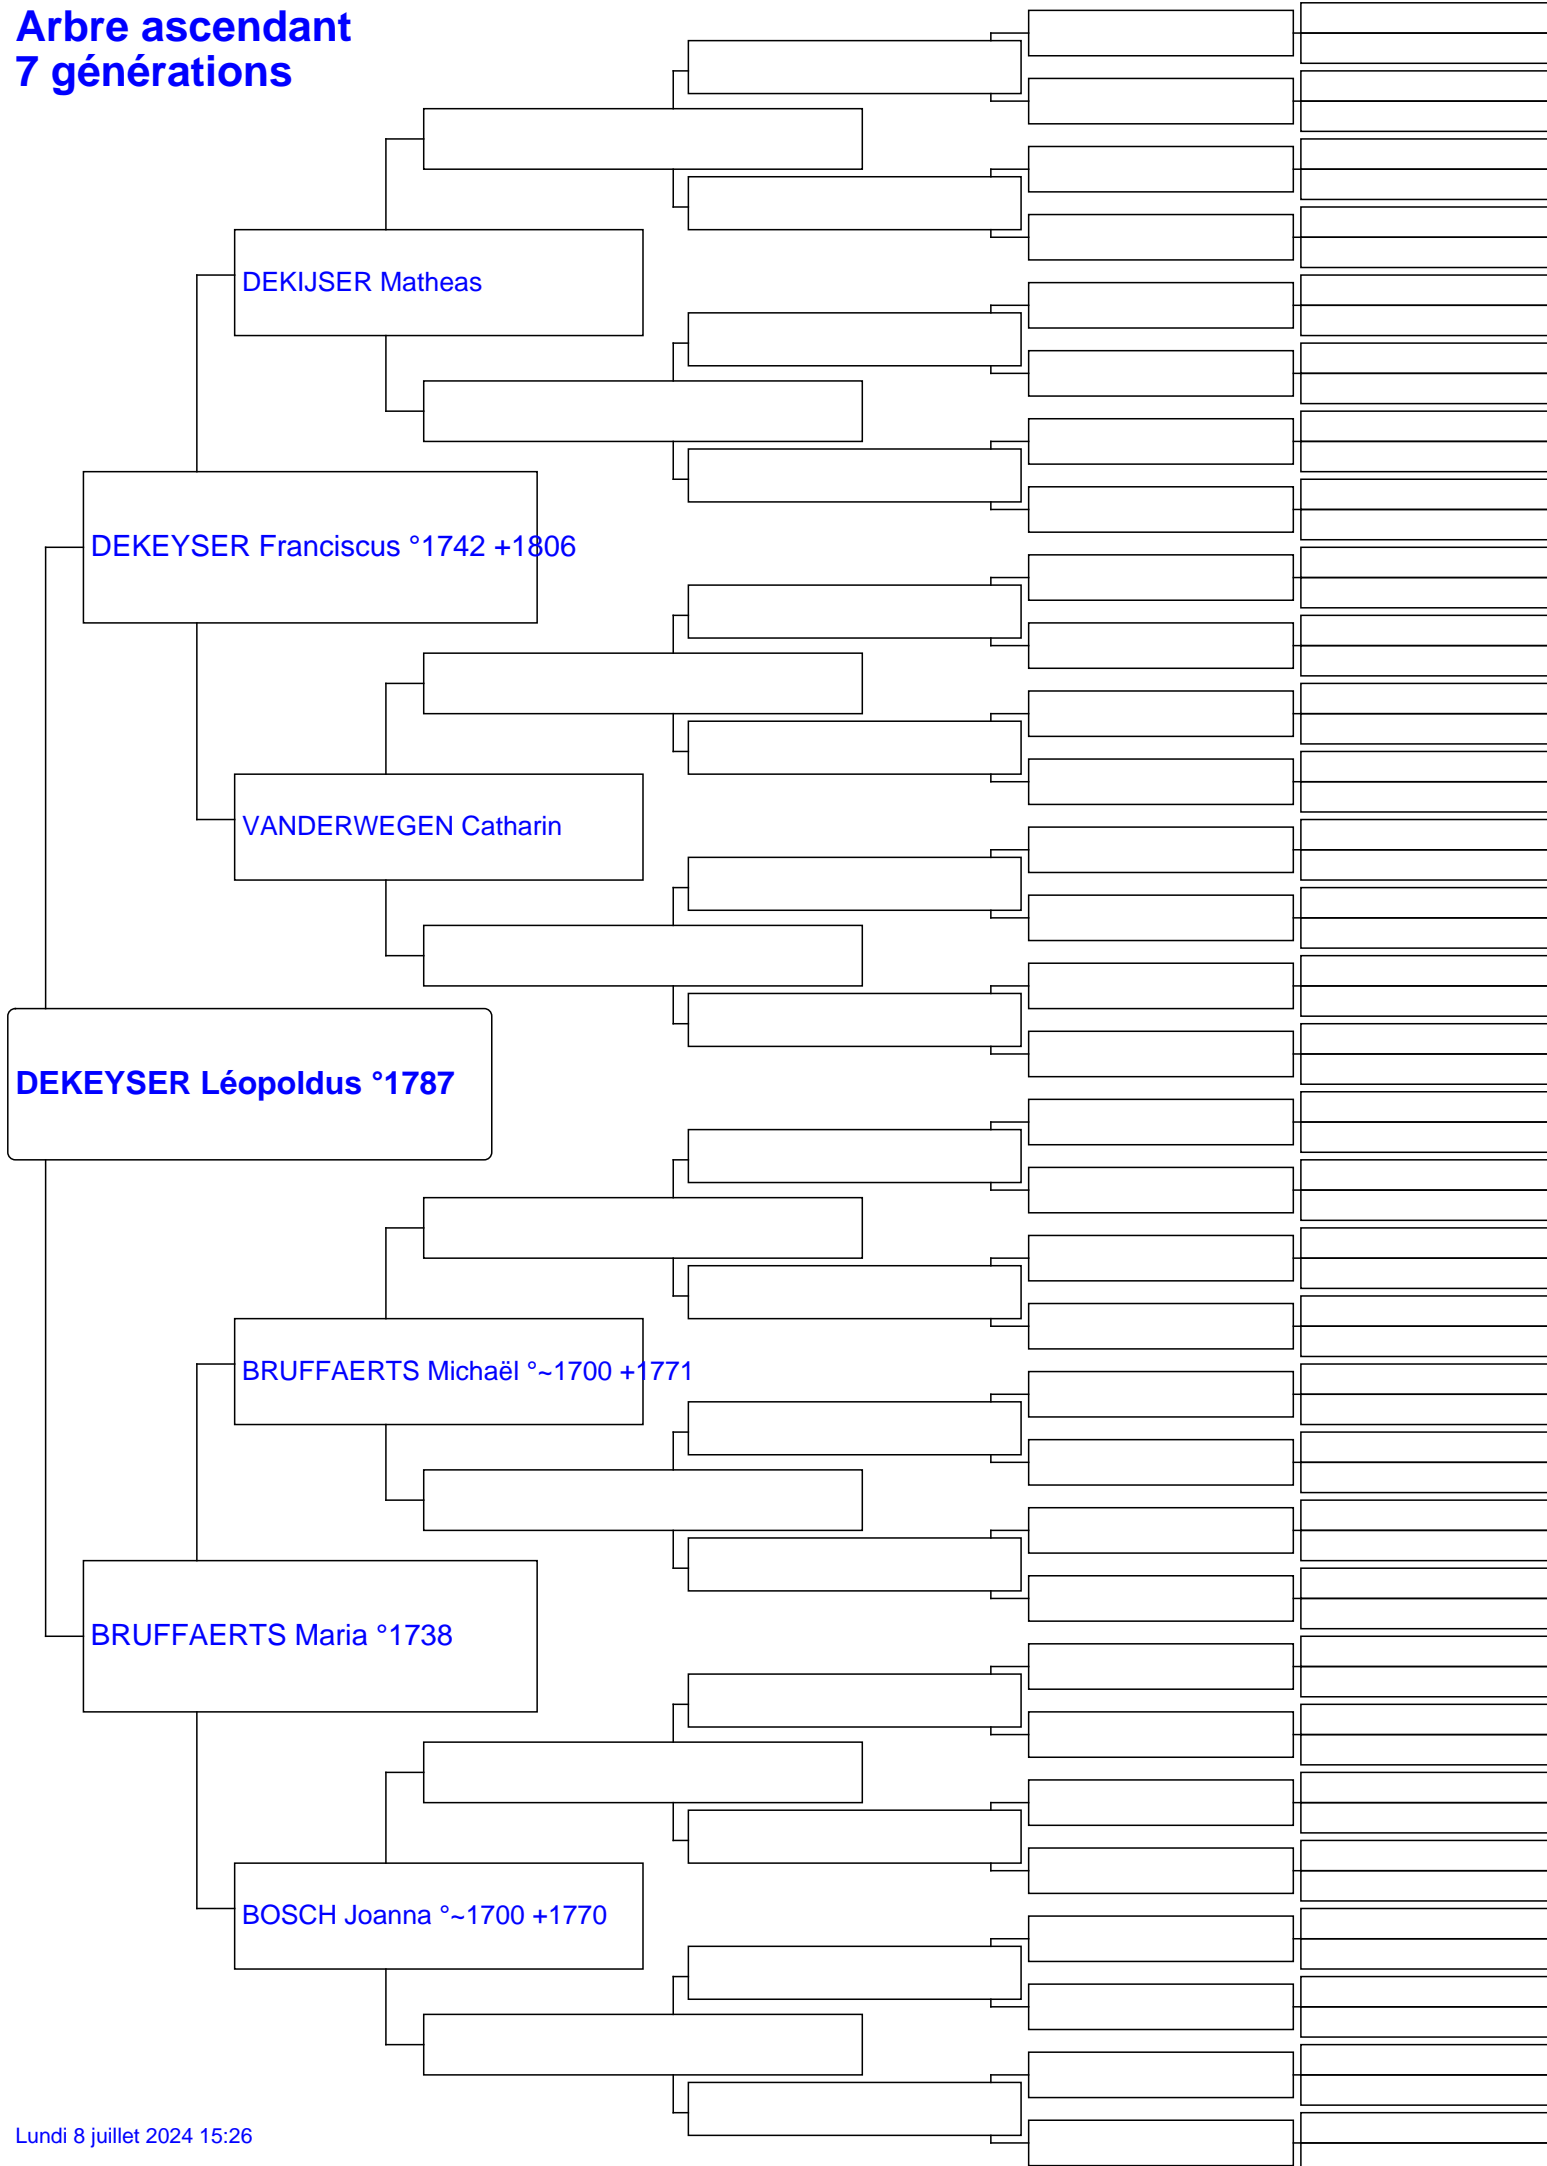 Arbre ascendant
7 générations
DEKIJSER Matheas
DEKEYSER Franciscus °1742 +1806
VANDERWEGEN Catharin
DEKEYSER Léopoldus °1787
BRUFFAERTS Michaël °~1700 +1771
BRUFFAERTS Maria °1738
BOSCH Joanna °~1700 +1770
Lundi 8 juillet 2024 15:26